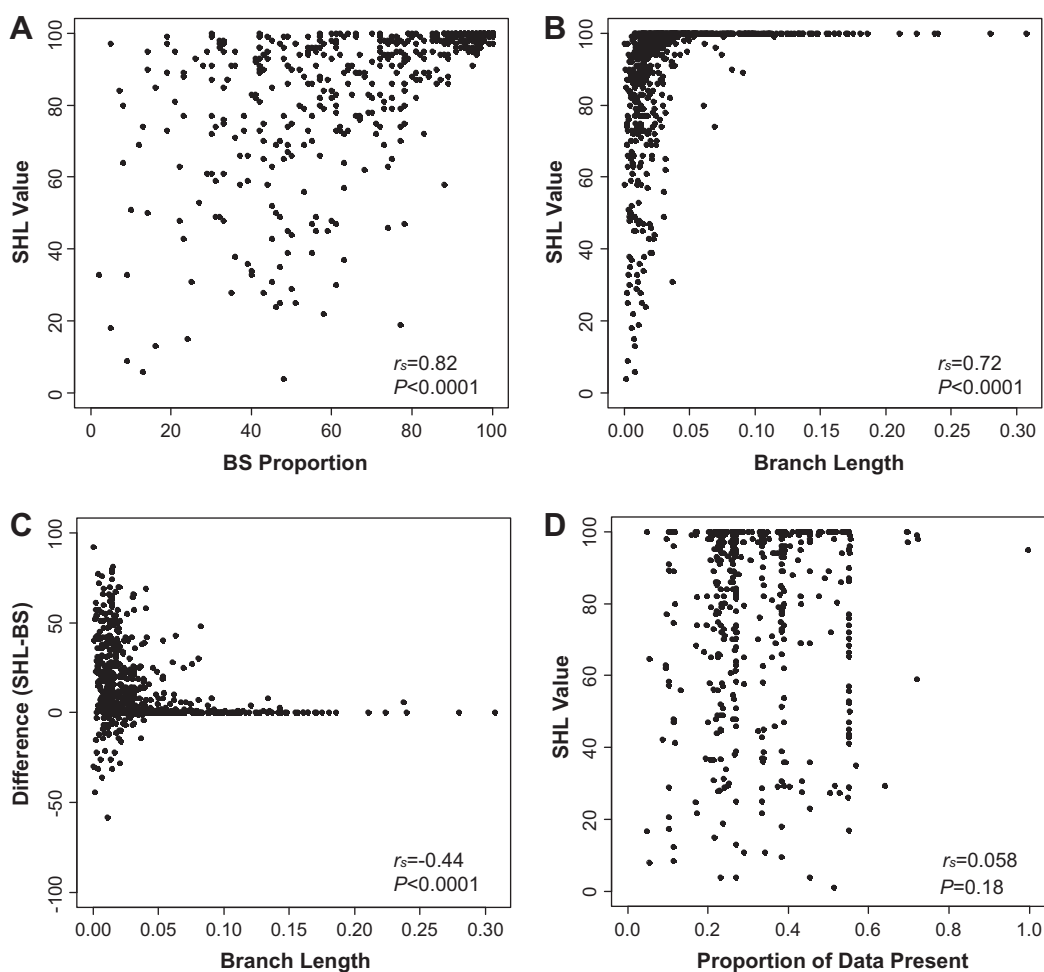 A
SHL Value
0 20 40 60 80 100
rs=0.82
P<0.0001
0 20 40 60 80 100
BS Proportion
B
SHL Value
0 20 40 60 80 100
rs=0.72
P<0.0001
0.00 0.05 0.10 0.15 0.20 0.25 0.30
Branch Length
C
Difference (SHL-BS)
-100 -50 0 50 100
rs=-0.44
P<0.0001
0.00 0.05 0.10 0.15 0.20 0.25 0.30
Branch Length
D
SHL Value
0 20 40 60 80 100
rs=0.058
P=0.18
0.0 0.2 0.4 0.6 0.8 1.0
Proportion of Data Present